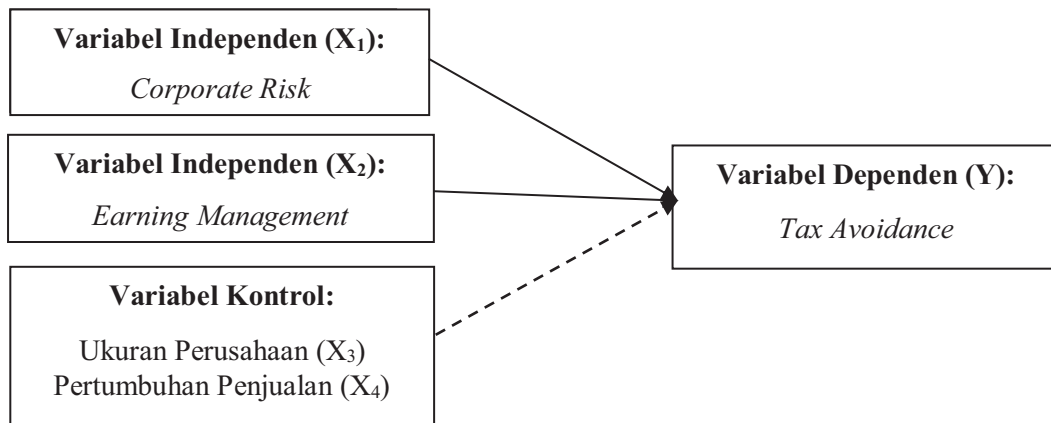 Variabel Independen (X₁):
Corporate Risk
Variabel Independen (X₂):
Earning Management
Variabel Kontrol:
Ukuran Perusahaan (X₃)
Pertumbuhan Penjualan (X₄)
Variabel Dependen (Y):
Tax Avoidance